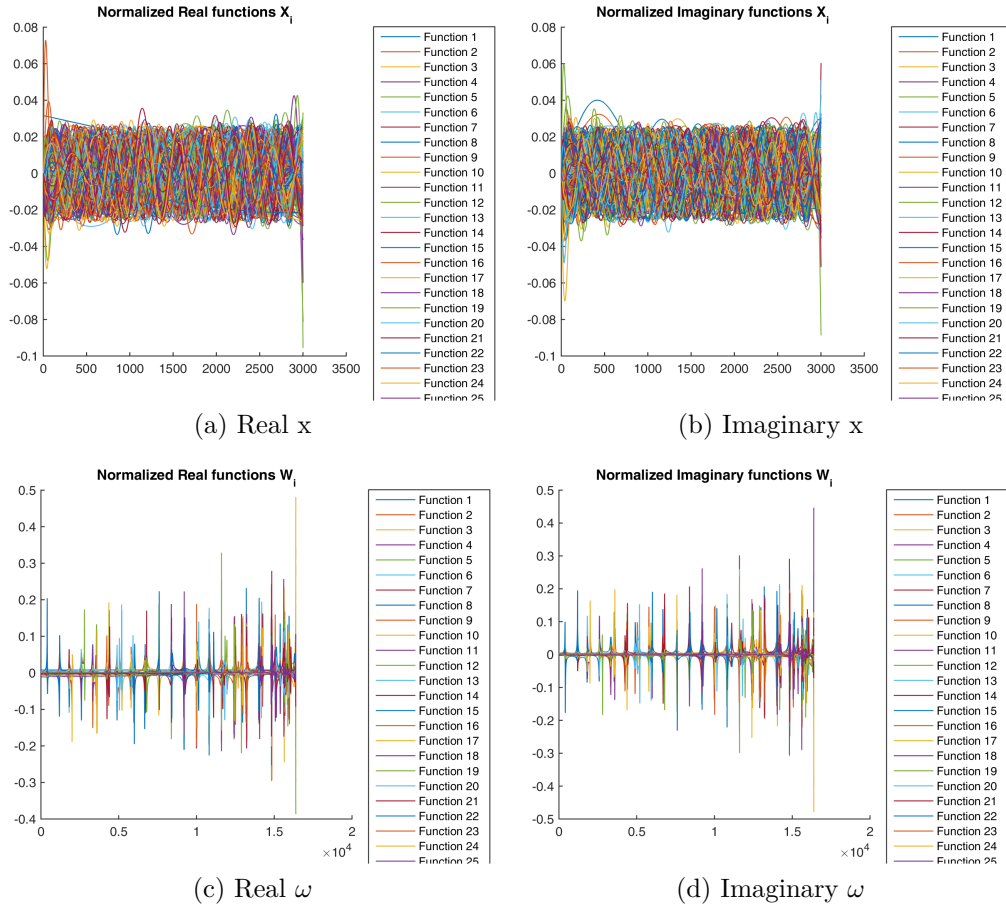 Normalized Real functions X_i
0.08
0.06
0.04
0.02
0
-0.02
-0.04
-0.06
-0.08
-0.1
0 500 1000 1500 2000 2500 3000 3500
Function 1
Function 2
Function 3
Function 4
Function 5
Function 6
Function 7
Function 8
Function 9
Function 10
Function 11
Function 12
Function 13
Function 14
Function 15
Function 16
Function 17
Function 18
Function 19
Function 20
Function 21
Function 22
Function 23
Function 24
Function 25
(a) Real x
Normalized Imaginary functions X_i
0.08
0.06
0.04
0.02
0
-0.02
-0.04
-0.06
-0.08
-0.1
0 500 1000 1500 2000 2500 3000 3500
Function 1
Function 2
Function 3
Function 4
Function 5
Function 6
Function 7
Function 8
Function 9
Function 10
Function 11
Function 12
Function 13
Function 14
Function 15
Function 16
Function 17
Function 18
Function 19
Function 20
Function 21
Function 22
Function 23
Function 24
Function 25
(b) Imaginary x
Normalized Real functions W_i
0.5
0.4
0.3
0.2
0.1
0
-0.1
-0.2
-0.3
-0.4
0 0.5 1 1.5 2
×10^4
Function 1
Function 2
Function 3
Function 4
Function 5
Function 6
Function 7
Function 8
Function 9
Function 10
Function 11
Function 12
Function 13
Function 14
Function 15
Function 16
Function 17
Function 18
Function 19
Function 20
Function 21
Function 22
Function 23
Function 24
Function 25
(c) Real ω
Normalized Imaginary functions W_i
0.5
0.4
0.3
0.2
0.1
0
-0.1
-0.2
-0.3
-0.4
-0.5
0 0.5 1 1.5 2
×10^4
Function 1
Function 2
Function 3
Function 4
Function 5
Function 6
Function 7
Function 8
Function 9
Function 10
Function 11
Function 12
Function 13
Function 14
Function 15
Function 16
Function 17
Function 18
Function 19
Function 20
Function 21
Function 22
Function 23
Function 24
Function 25
(d) Imaginary ω